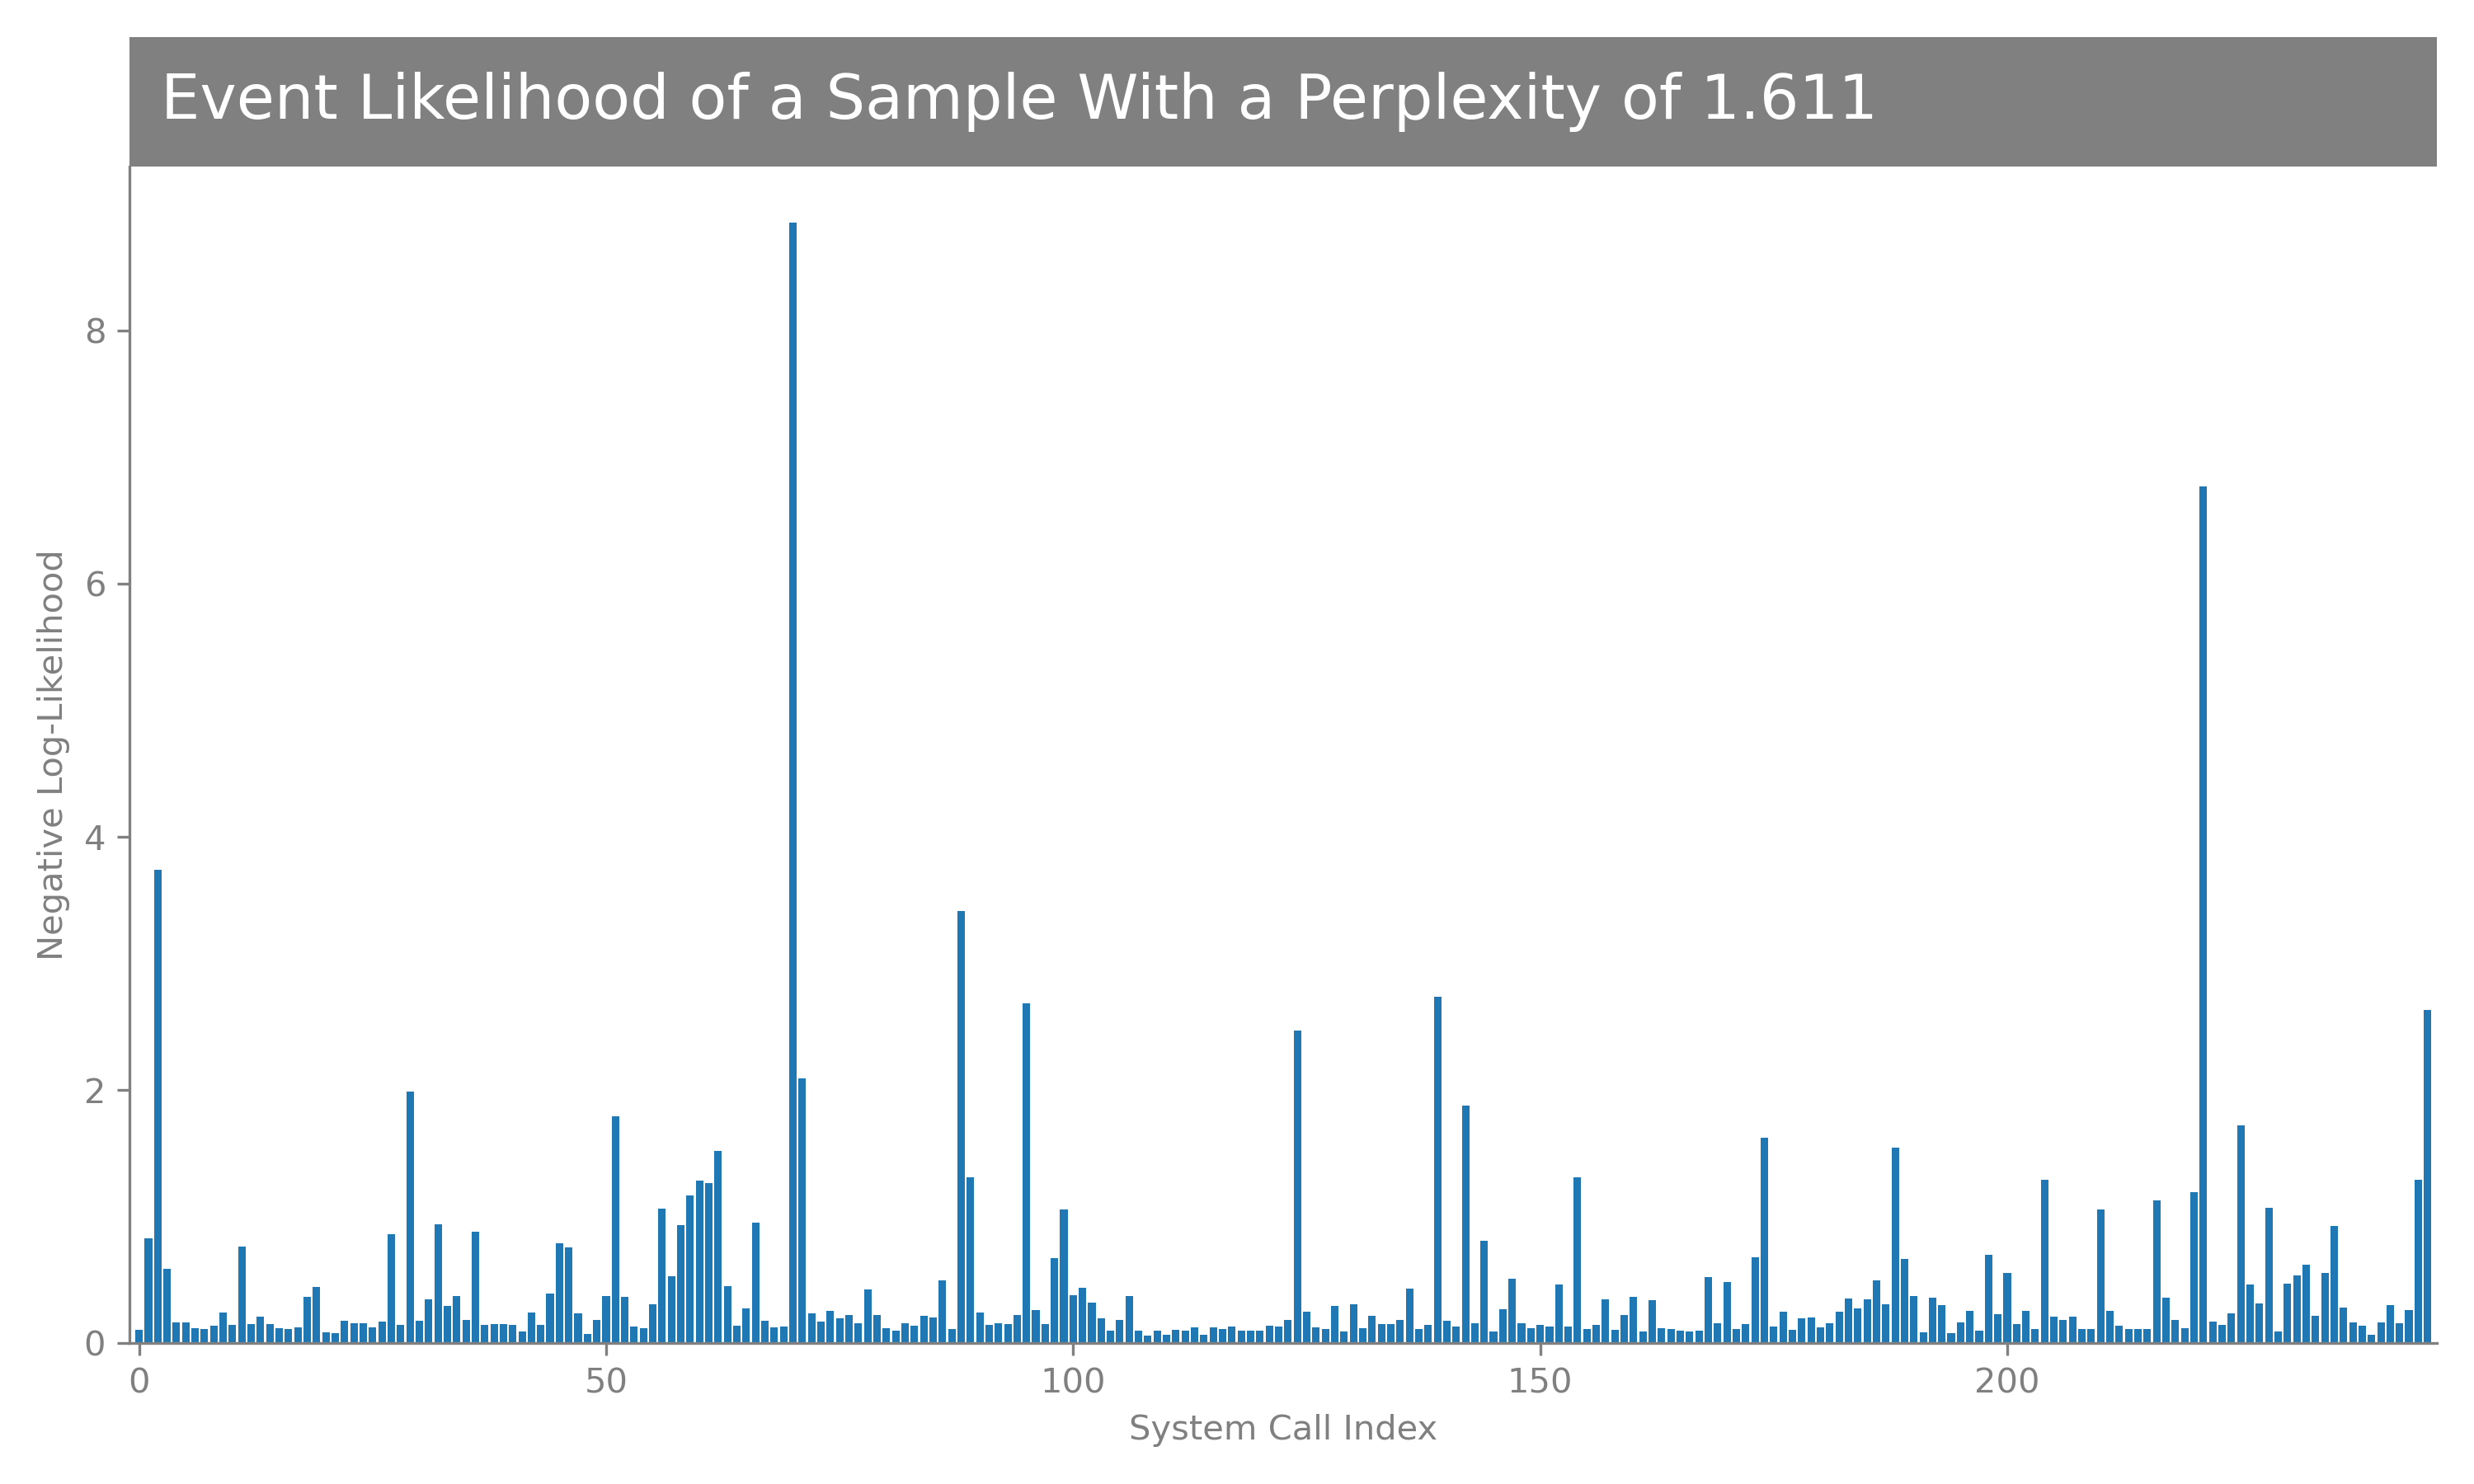 Event Likelihood of a Sample With a Perplexity of 1.611
Negative Log-Likelihood
8
6
4
2
0
0 50 100 150 200
System Call Index